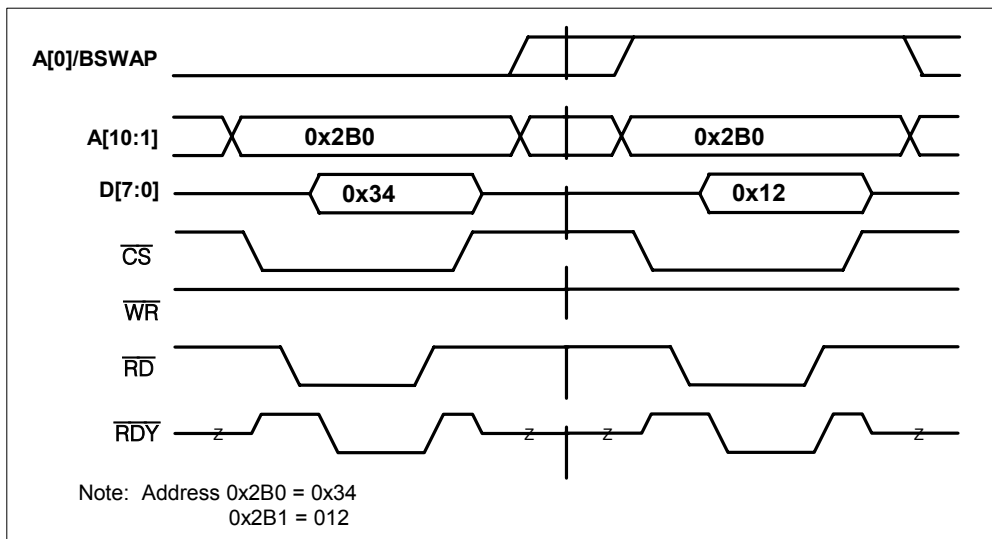 A[0]/BSWAP
A[10:1] 0x2B0 0x2B0
D[7:0] 0x34 0x12
CS
WR
RD
RDY Z Z Z Z
Note: Address 0x2B0 = 0x34
0x2B1 = 012